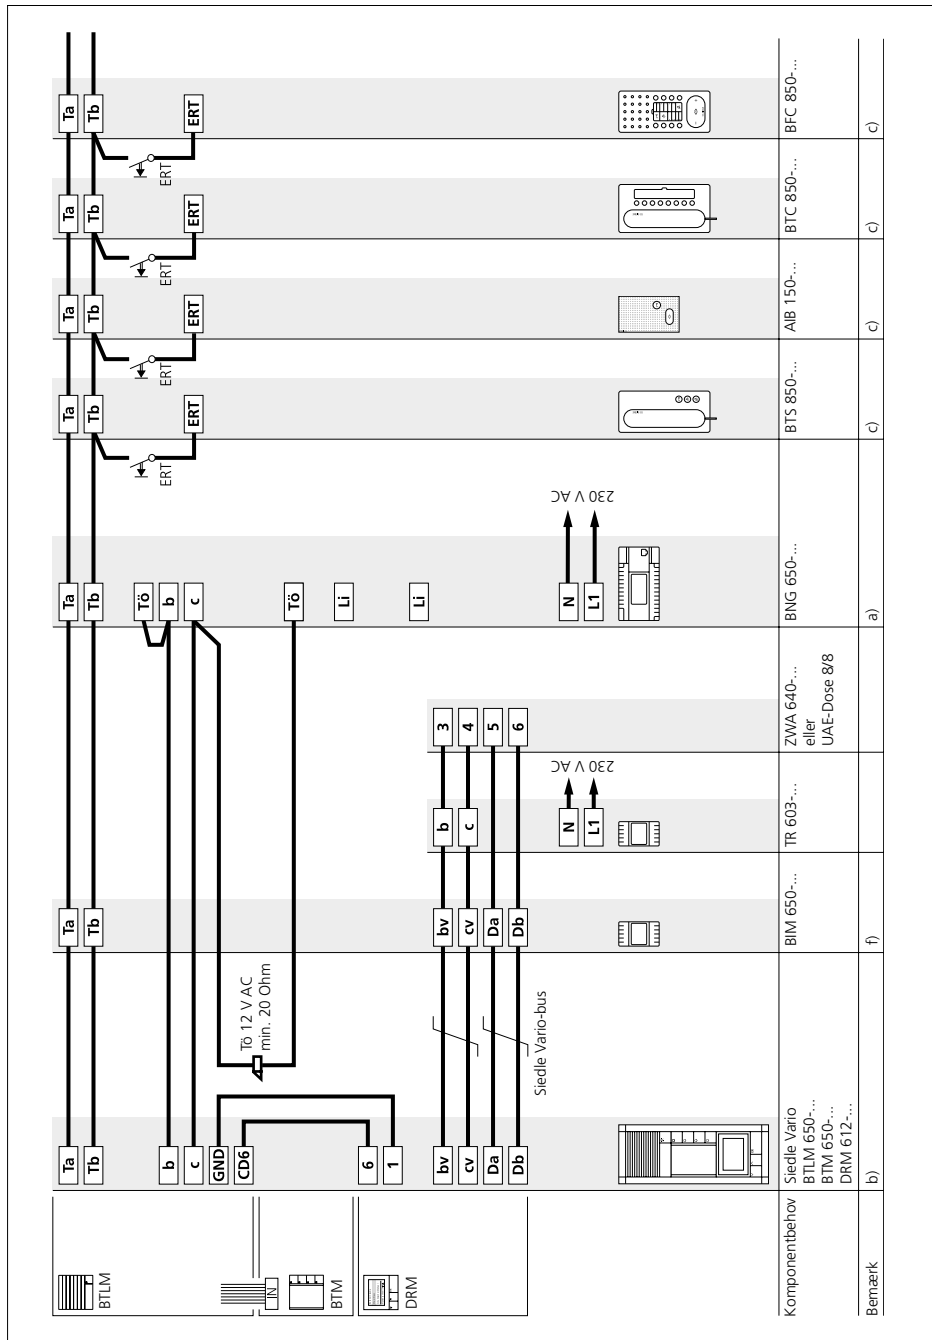 Ta Ta Ta Ta Ta Ta Ta
Tb Tb Tb Tb Tb Tb Tb
BTLM
Tö
ERT ERT ERT ERT
b b
c c ERT ERT ERT ERT
GND
CD6
Tö 12 V AC
min. 20 Ohm
IN
Tö
BTM
Li
6
1
DRM
Li
bv bv b 3
cv cv c 4
Da Da 5
Db Db 6
Siedle Vario-bus
N N
L1 L1
230 V AC 230 V AC
Komponentbehov
Siedle Vario
BTLM 650-...
BTM 650-...
DRM 612-...
BIM 650-...
TR 603-...
ZWA 640-...
eller
UAE-Dose 8/8
BNG 650-...
BTS 850-...
AIB 150-...
BTC 850-...
BFC 850-...
Bemærk
b)
f)
a)
c)
c)
c)
c)